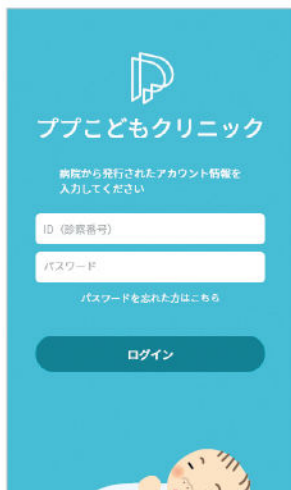 ププこどもクリニック
病院から発行されたアカウント情報を
入力してください
ID（診察番号）
パスワード
パスワードを忘れた方はこちら
ログイン